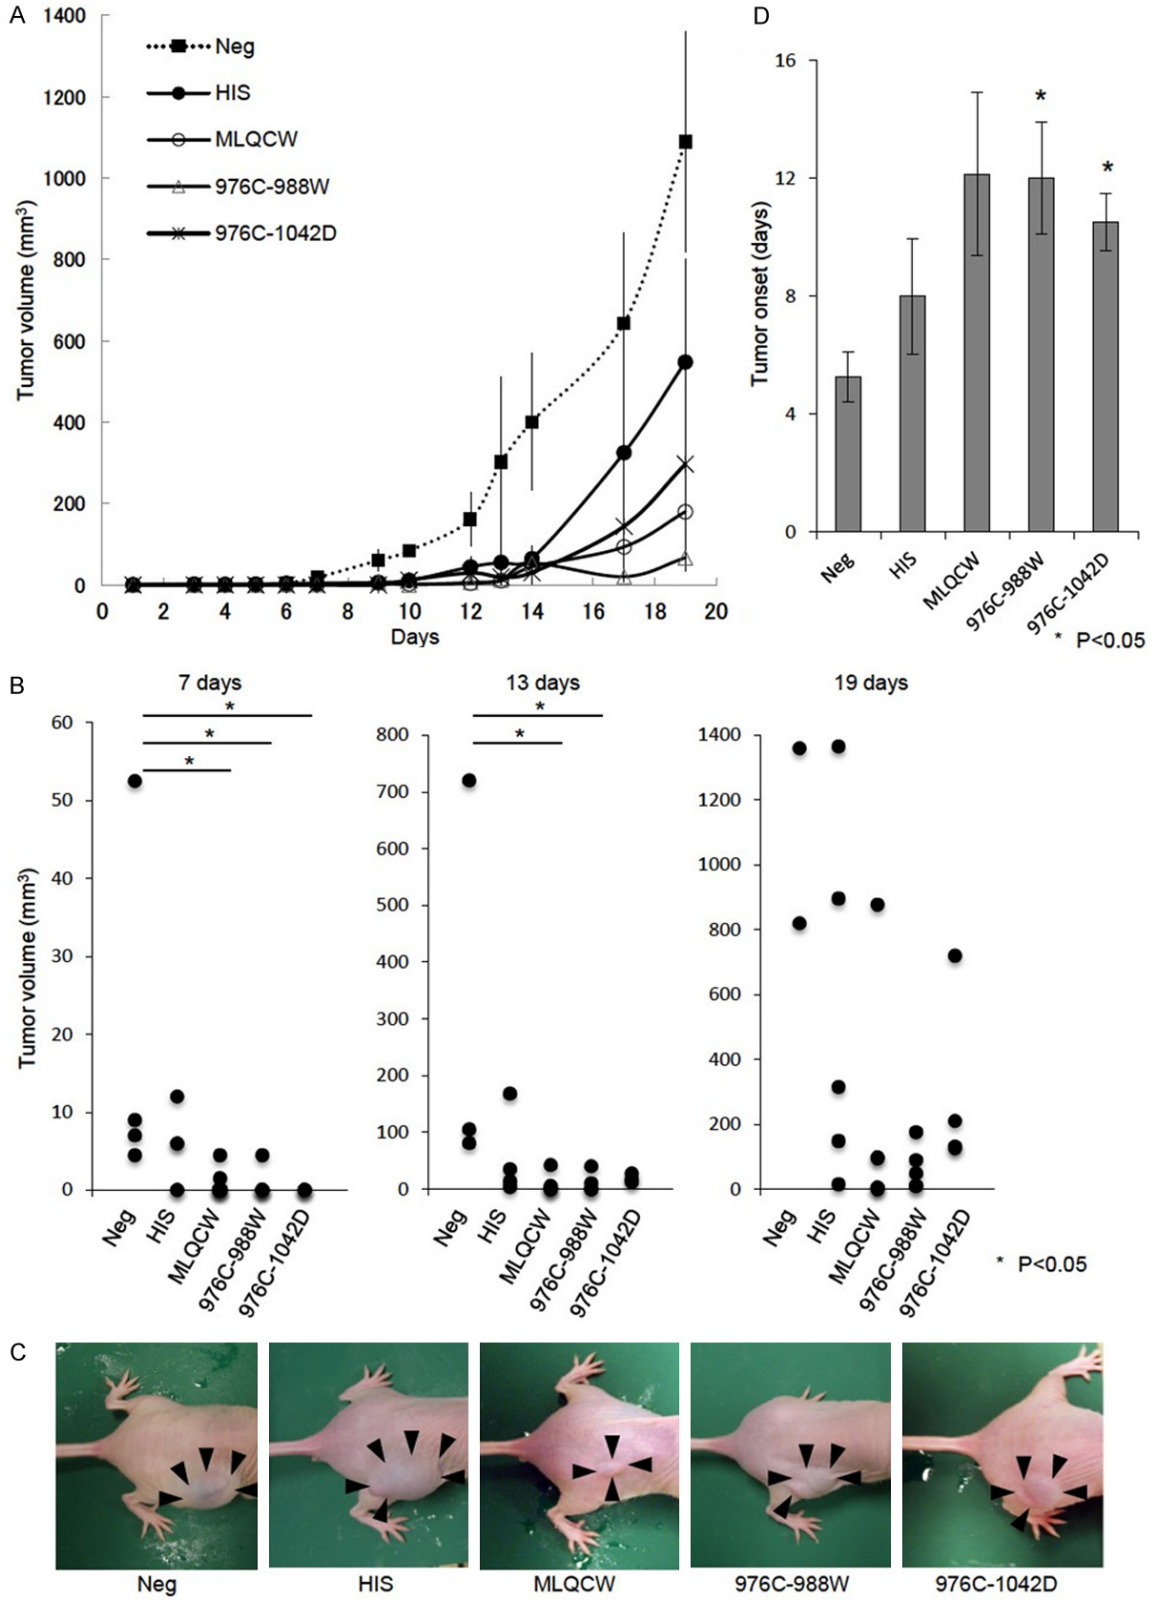 A
1400
1200
1000
800
600
400
200
0
Tumor volume (mm³)
Neg
HIS
MLQCW
976C-988W
976C-1042D
0 2 4 6 8 10 12 14 16 18 20
Days
D
16
12
8
4
0
Tumor onset (days)
*
*
Neg HIS MLQCW 976C-988W 976C-1042D
* P<0.05
B
7 days
*
*
*
60
50
40
30
20
10
0
Tumor volume (mm³)
Neg HIS MLQCW 976C-988W 976C-1042D
13 days
*
*
800
700
600
500
400
300
200
100
0
Neg HIS MLQCW 976C-988W 976C-1042D
19 days
1400
1200
1000
800
600
400
200
0
Neg HIS MLQCW 976C-988W 976C-1042D
* P<0.05
C
Neg HIS MLQCW 976C-988W 976C-1042D